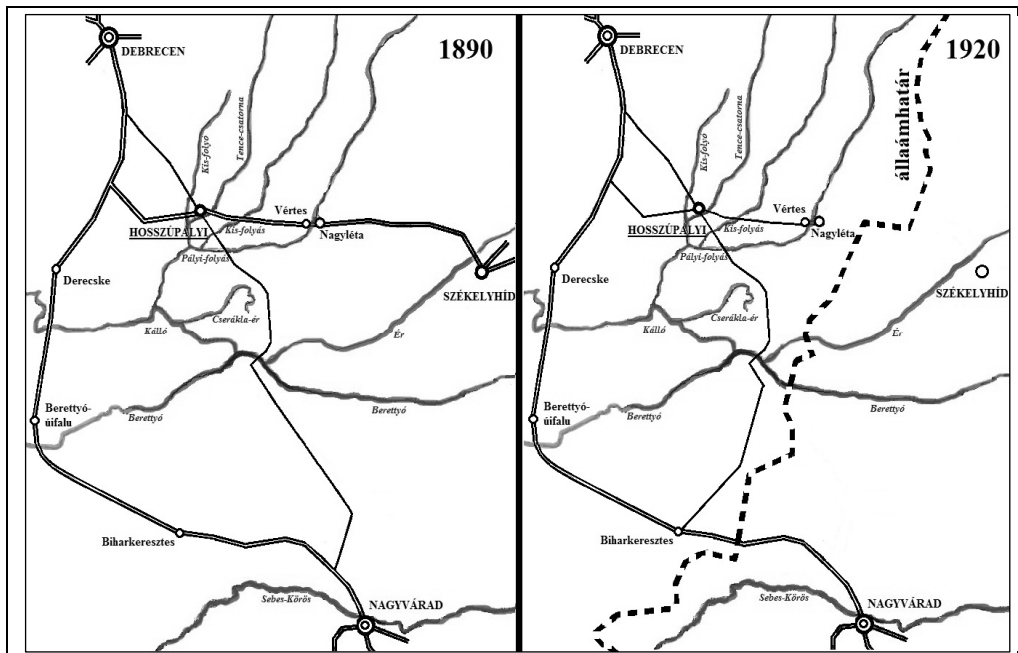 1890
DEBRECEN
Kis-folyó
Tence-csatorna
Vértes
HOSSZÚPÁLYI
Kis-folyás
Nagyléta
Pályi-folyás
Derecske
SZÉKELYHÍD
Cserákla-ér
Kálló
Ér
Berettyó-
úifalu
Berettyó
Berettyó
Biharkeresztes
Sebes-Körös
NAGYVÁRAD
1920
DEBRECEN
államhatár
Kis-folyó
Tence-csatorna
Vértes
HOSSZÚPÁLYI
Kis-folyás
Nagyléta
Pályi-folyás
Derecske
SZÉKELYHÍD
Cserákla-ér
Kálló
Ér
Berettyó-
úifalu
Berettyó
Berettyó
Biharkeresztes
Sebes-Körös
NAGYVÁRAD